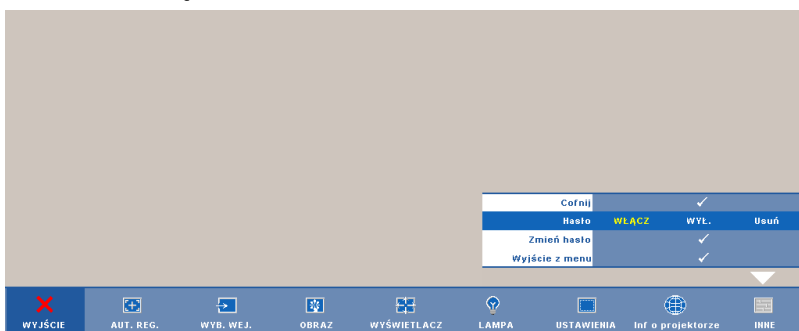 Cofnij
Hasło WŁĄCZ WYŁ. Usuń
Zmień hasło
Wyjście z menu
WYJŚCIE AUT. REG. WYB. WEJ. OBRAZ WYŚWIETLACZ LAMPA USTAWIENIA Inf o projektorze INNE